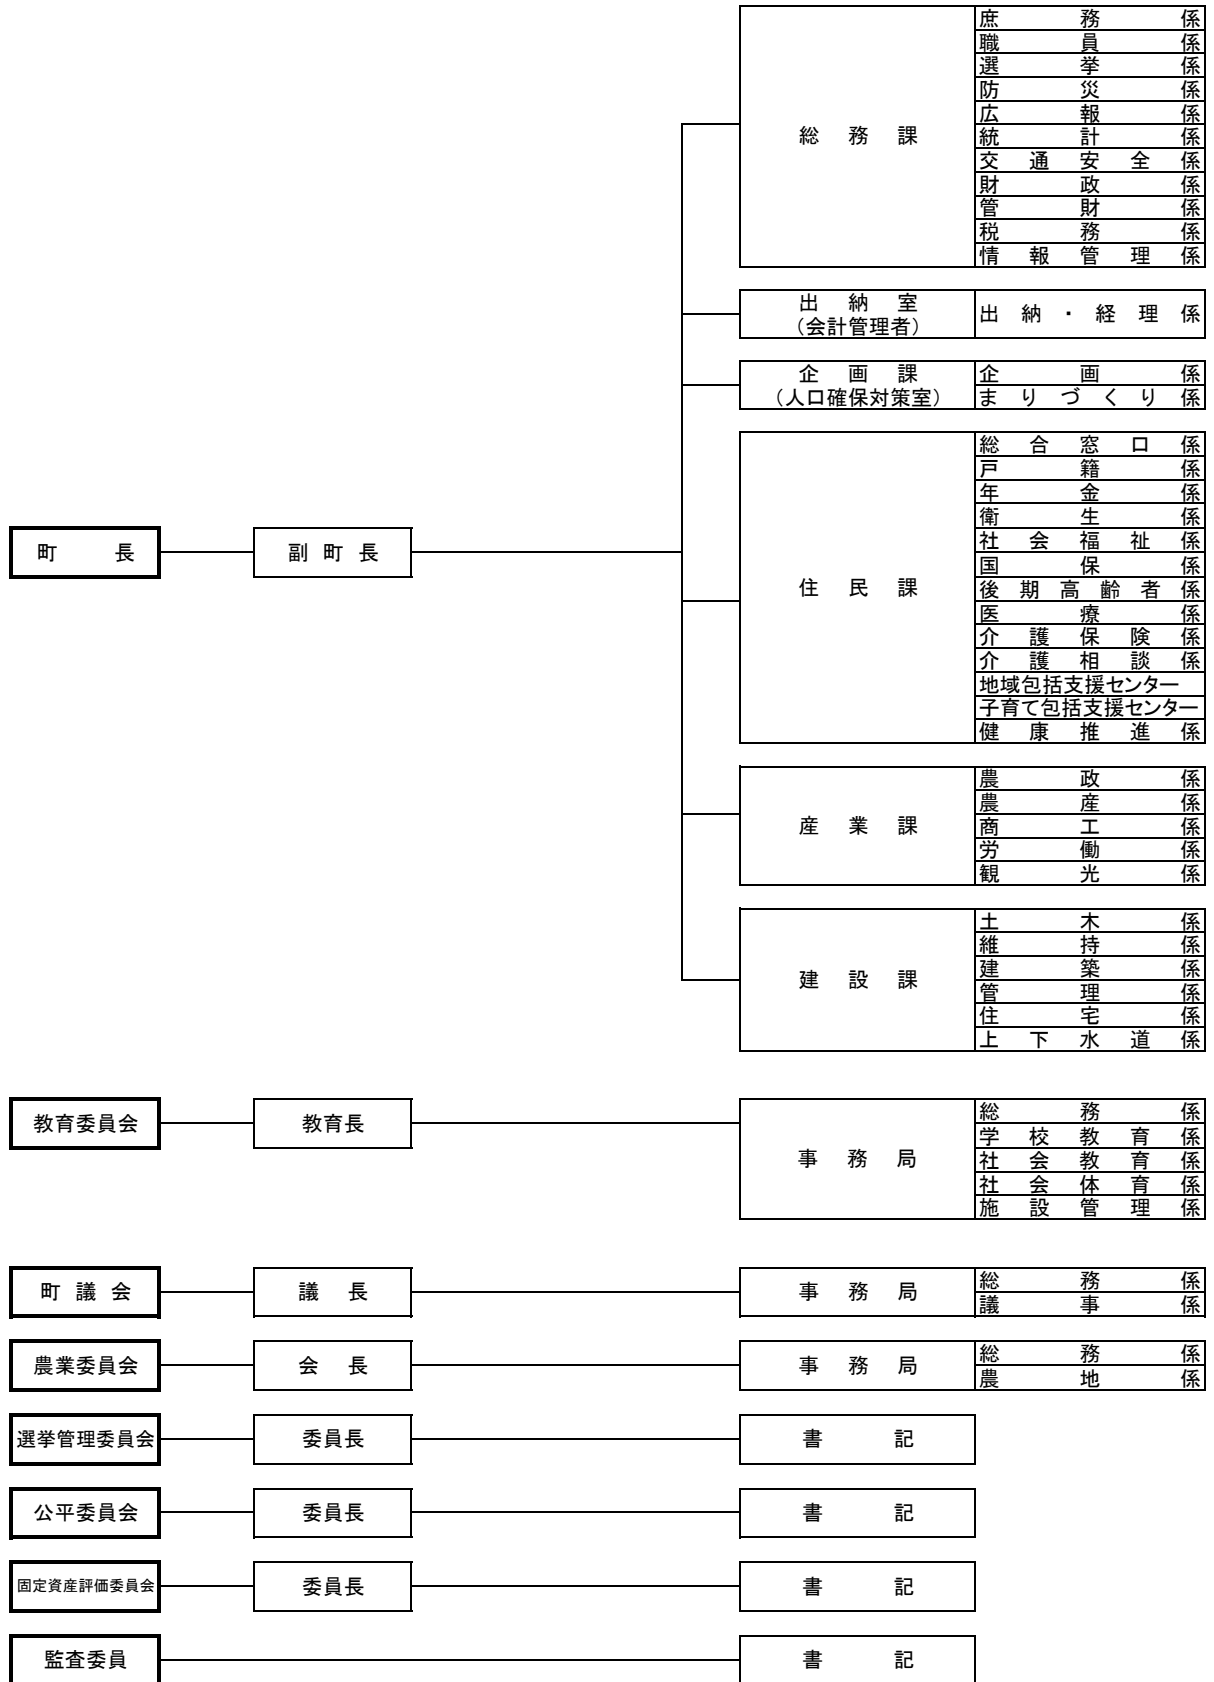 庶務係
職員係
選挙係
防災係
広報係
統計係
総務課
交通安全係
財政係
管財係
税務係
情報管理係
出納室
（会計管理者）
出納・経理係
企画課
（人口確保対策室）
企画係
まりづくり係
総合窓口係
戸籍係
年金係
衛生係
社会福祉係
国保係
町長
副町長
住民課
後期高齢者係
医療係
介護保険係
介護相談係
地域包括支援センター
子育て包括支援センター
健康推進係
農政係
農産係
産業課
商工係
労働係
観光係
土木係
維持係
建築係
建設課
管理係
住宅係
上下水道係
教育委員会
教育長
事務局
総務係
学校教育係
社会教育係
社会体育係
施設管理係
町議会
議長
事務局
総務係
議事係
農業委員会
会長
事務局
総務係
農地係
選挙管理委員会
委員長
書記
公平委員会
委員長
書記
固定資産評価委員会
委員長
書記
監査委員
書記